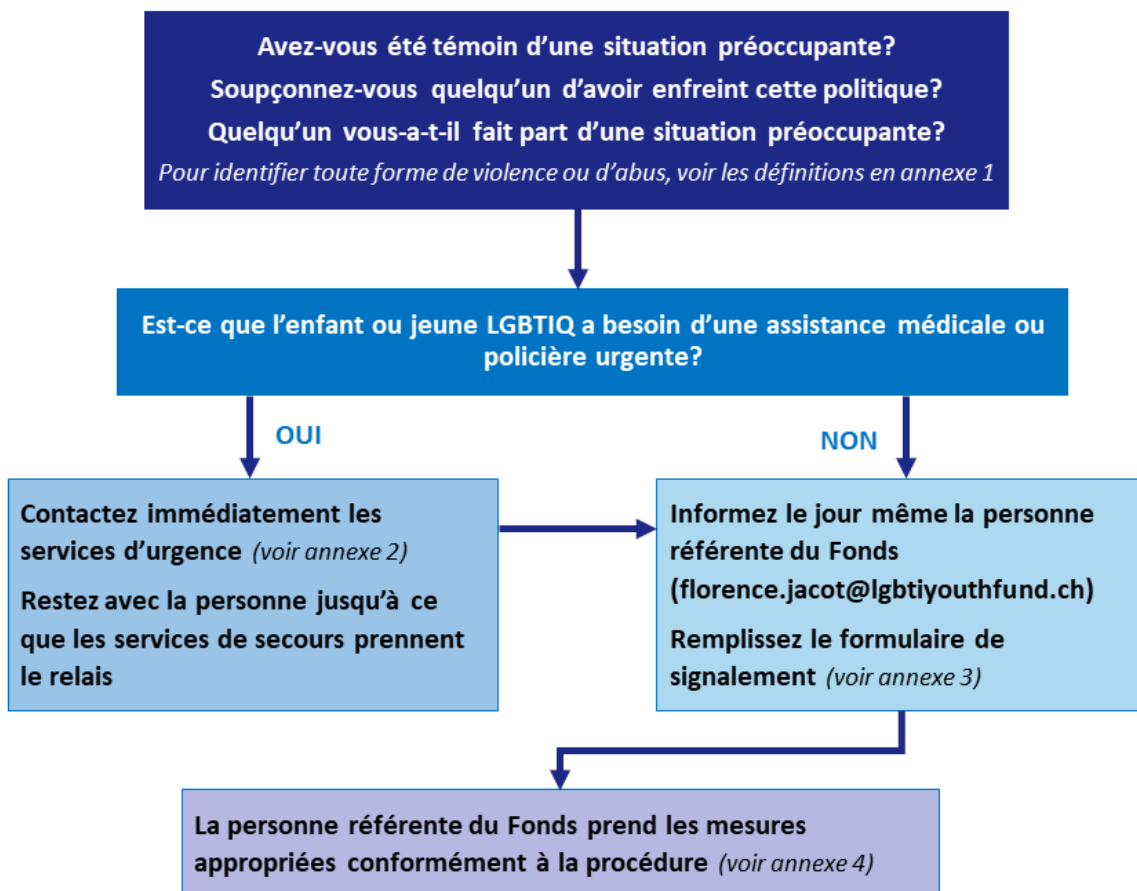 Avez-vous été témoin d’une situation préoccupante?
Soupçonnez-vous quelqu’un d’avoir enfreint cette politique?
Quelqu’un vous-a-t-il fait part d’une situation préoccupante?
Pour identifier toute forme de violence ou d’abus, voir les définitions en annexe 1
Est-ce que l’enfant ou jeune LGBTIQ a besoin d’une assistance médicale ou
policière urgente?
OUI
NON
Contactez immédiatement les
services d’urgence (voir annexe 2)
Restez avec la personne jusqu’à ce
que les services de secours prennent
le relais
Informez le jour même la personne
référente du Fonds
(florence.jacot@lgbtiyouthfund.ch)
Remplissez le formulaire de
signalement (voir annexe 3)
La personne référente du Fonds prend les mesures
appropriées conformément à la procédure (voir annexe 4)